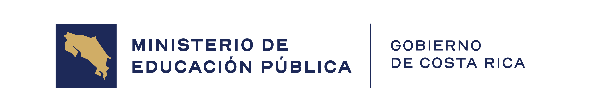 MINISTERIO DE
EDUCACIÓN PÚBLICA
GOBIERNO
DE COSTA RICA